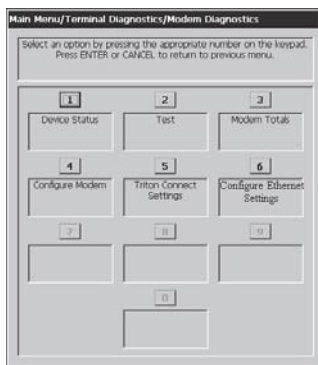 Main Menu/Terminal Diagnostics/Modem Diagnostics
Select an option by pressing the appropriate number on the keypad.
Press ENTER or CANCEL to return to previous menu.
1 2 3
Device Status Test Modem Totals
4 5 6
Configure Modem Triton Connect Settings Configure Ethernet Settings
7 8 9
0